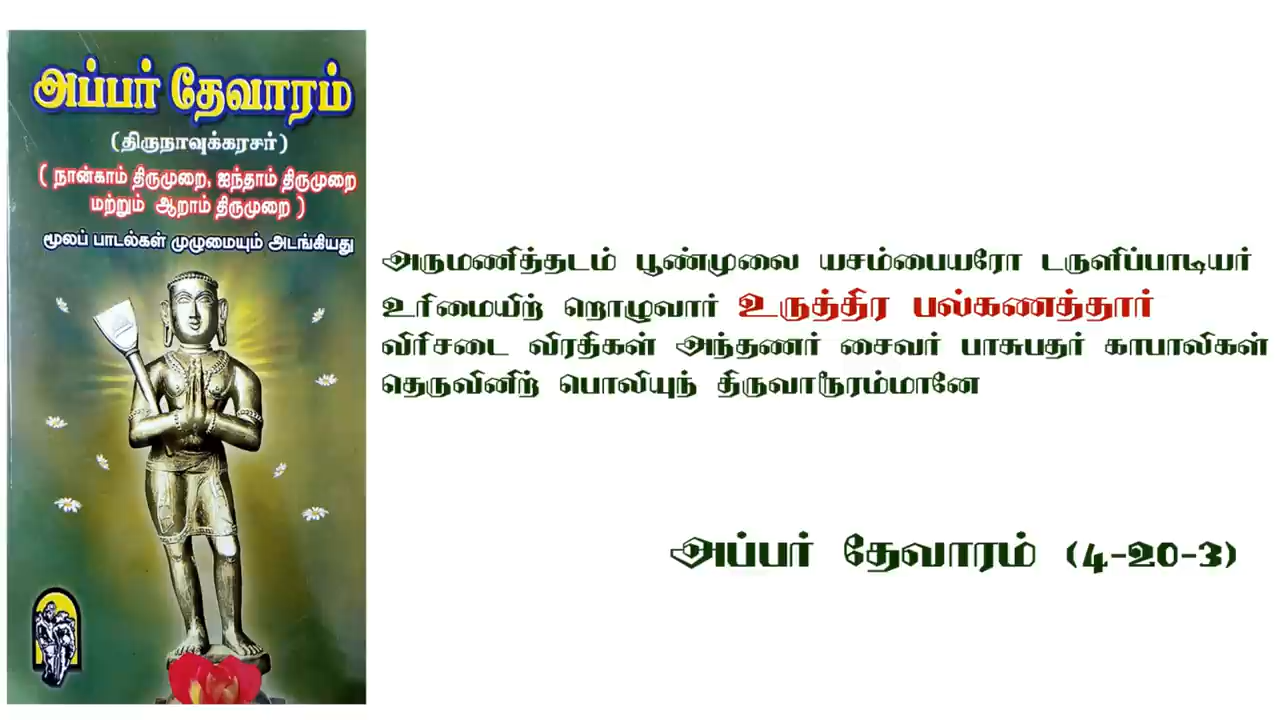 அப்பர் தேவாரம்
(திருநாவுக்கரசர்)
( நான்காம் திருமுறை, ஐந்தாம் திருமுறை
மற்றும் ஆறாம் திருமுறை )
மூலப் பாடல்கள் முழுமையும் அடங்கியது
அருமணித்தடம் பூண்முலை யசம்பையரோ டருளிப்பாடியர்
உரிமையிற் றொழுவார் உருத்திர பல்கணத்தார்
விரிசடை விரதிகள் அந்தணர் சைவர் பாசுபதர் காபாலிகள்
தெருவினிற் பொலியுந் திருவாரூரம்மானே
அப்பர் தேவாரம் (4-20-3)